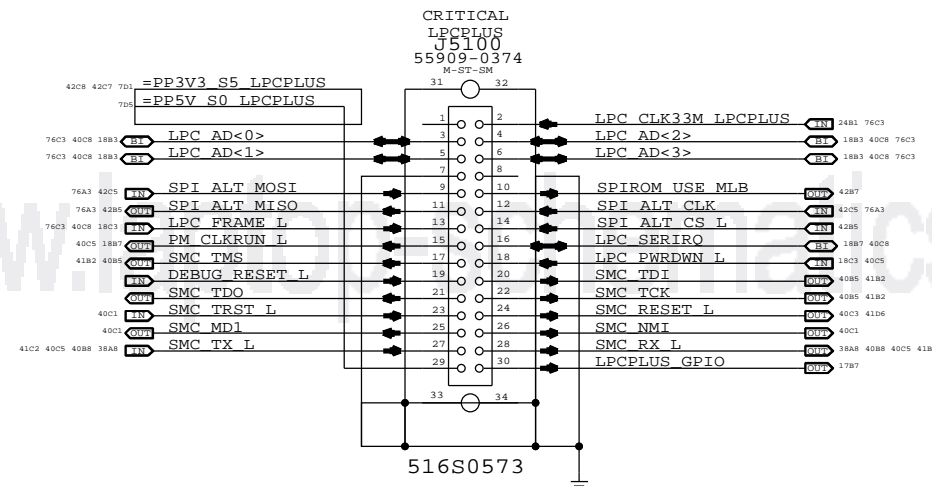 CRITICAL
LPCPLUS
J5100
55909-0374
M-ST-SM
31 32
42C8 42C7 7D1 =PP3V3_S5_LPCPLUS
7D5 =PP5V_S0_LPCPLUS
1 2 LPC_CLK33M_LPCPLUS IN 24B1 76C3
76C3 40C8 18B3 BI LPC_AD<0> 3 4 LPC_AD<2> BI 18B3 40C8 76C3
76C3 40C8 18B3 BI LPC_AD<1> 5 6 LPC_AD<3> BI 18B3 40C8 76C3
7 8
76A3 42C5 IN SPI_ALT_MOSI 9 10 SPIROM_USE_MLB OUT 42B7
76A3 42B5 OUT SPI_ALT_MISO 11 12 SPI_ALT_CLK IN 42C5 76A3
76C3 40C8 18C3 IN LPC_FRAME_L 13 14 SPI_ALT_CS_L IN 42B5
40C5 18B7 OUT PM_CLKRUN_L 15 16 LPC_SERIRQ BI 18B7 40C8
41B2 40B5 OUT SMC_TMS 17 18 LPC_PWRDWN_L IN 18C3 40C5
IN DEBUG_RESET_L 19 20 SMC_TDI OUT 40B5 41B2
OUT SMC_TDO 21 22 SMC_TCK OUT 40B5 41B2
40C1 IN SMC_TRST_L 23 24 SMC_RESET_L OUT 40C3 41D6
40C1 OUT SMC_MD1 25 26 SMC_NMI OUT 40C1
41C2 40C5 40B8 38A8 IN SMC_TX_L 27 28 SMC_RX_L OUT 38A8 40B8 40C5 41B
29 30 LPCPLUS_GPIO OUT 17B7
33 34
516S0573
w.laptop-schematics